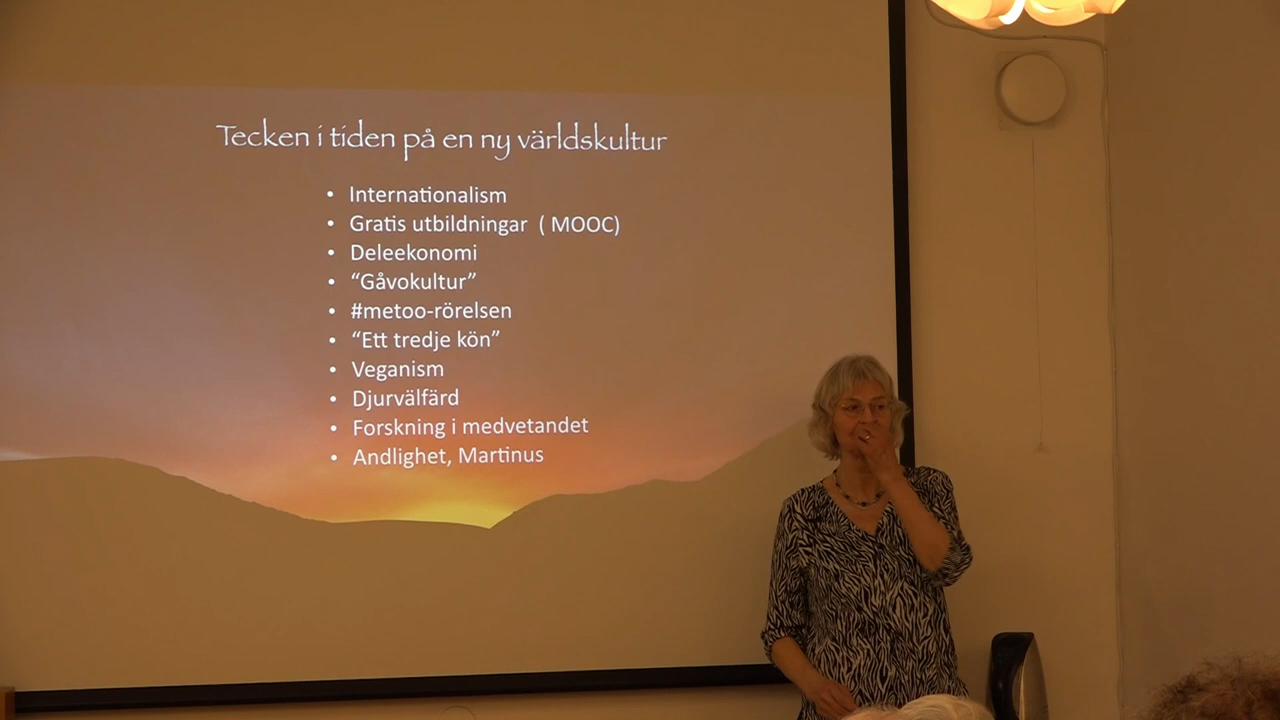 Tecken i tiden på en ny världskultur
• Internationalism
• Gratis utbildningar ( MOOC)
• Deleekonomi
• “Gåvokultur”
• #metoo-rörelsen
• “Ett tredje kön”
• Veganism
• Djurvälfärd
• Forskning i medvetandet
• Andlighet, Martinus